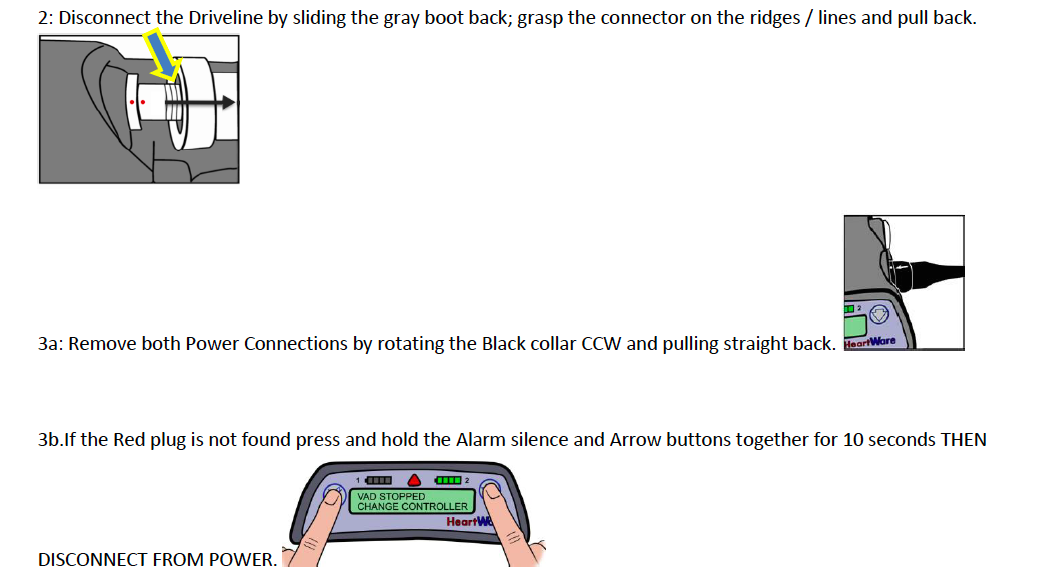 2: Disconnect the Driveline by sliding the gray boot back; grasp the connector on the ridges / lines and pull back.
2
HeartWare
3a: Remove both Power Connections by rotating the Black collar CCW and pulling straight back.
3b.If the Red plug is not found press and hold the Alarm silence and Arrow buttons together for 10 seconds THEN
1 2
VAD STOPPED
CHANGE CONTROLLER
HeartW
DISCONNECT FROM POWER.